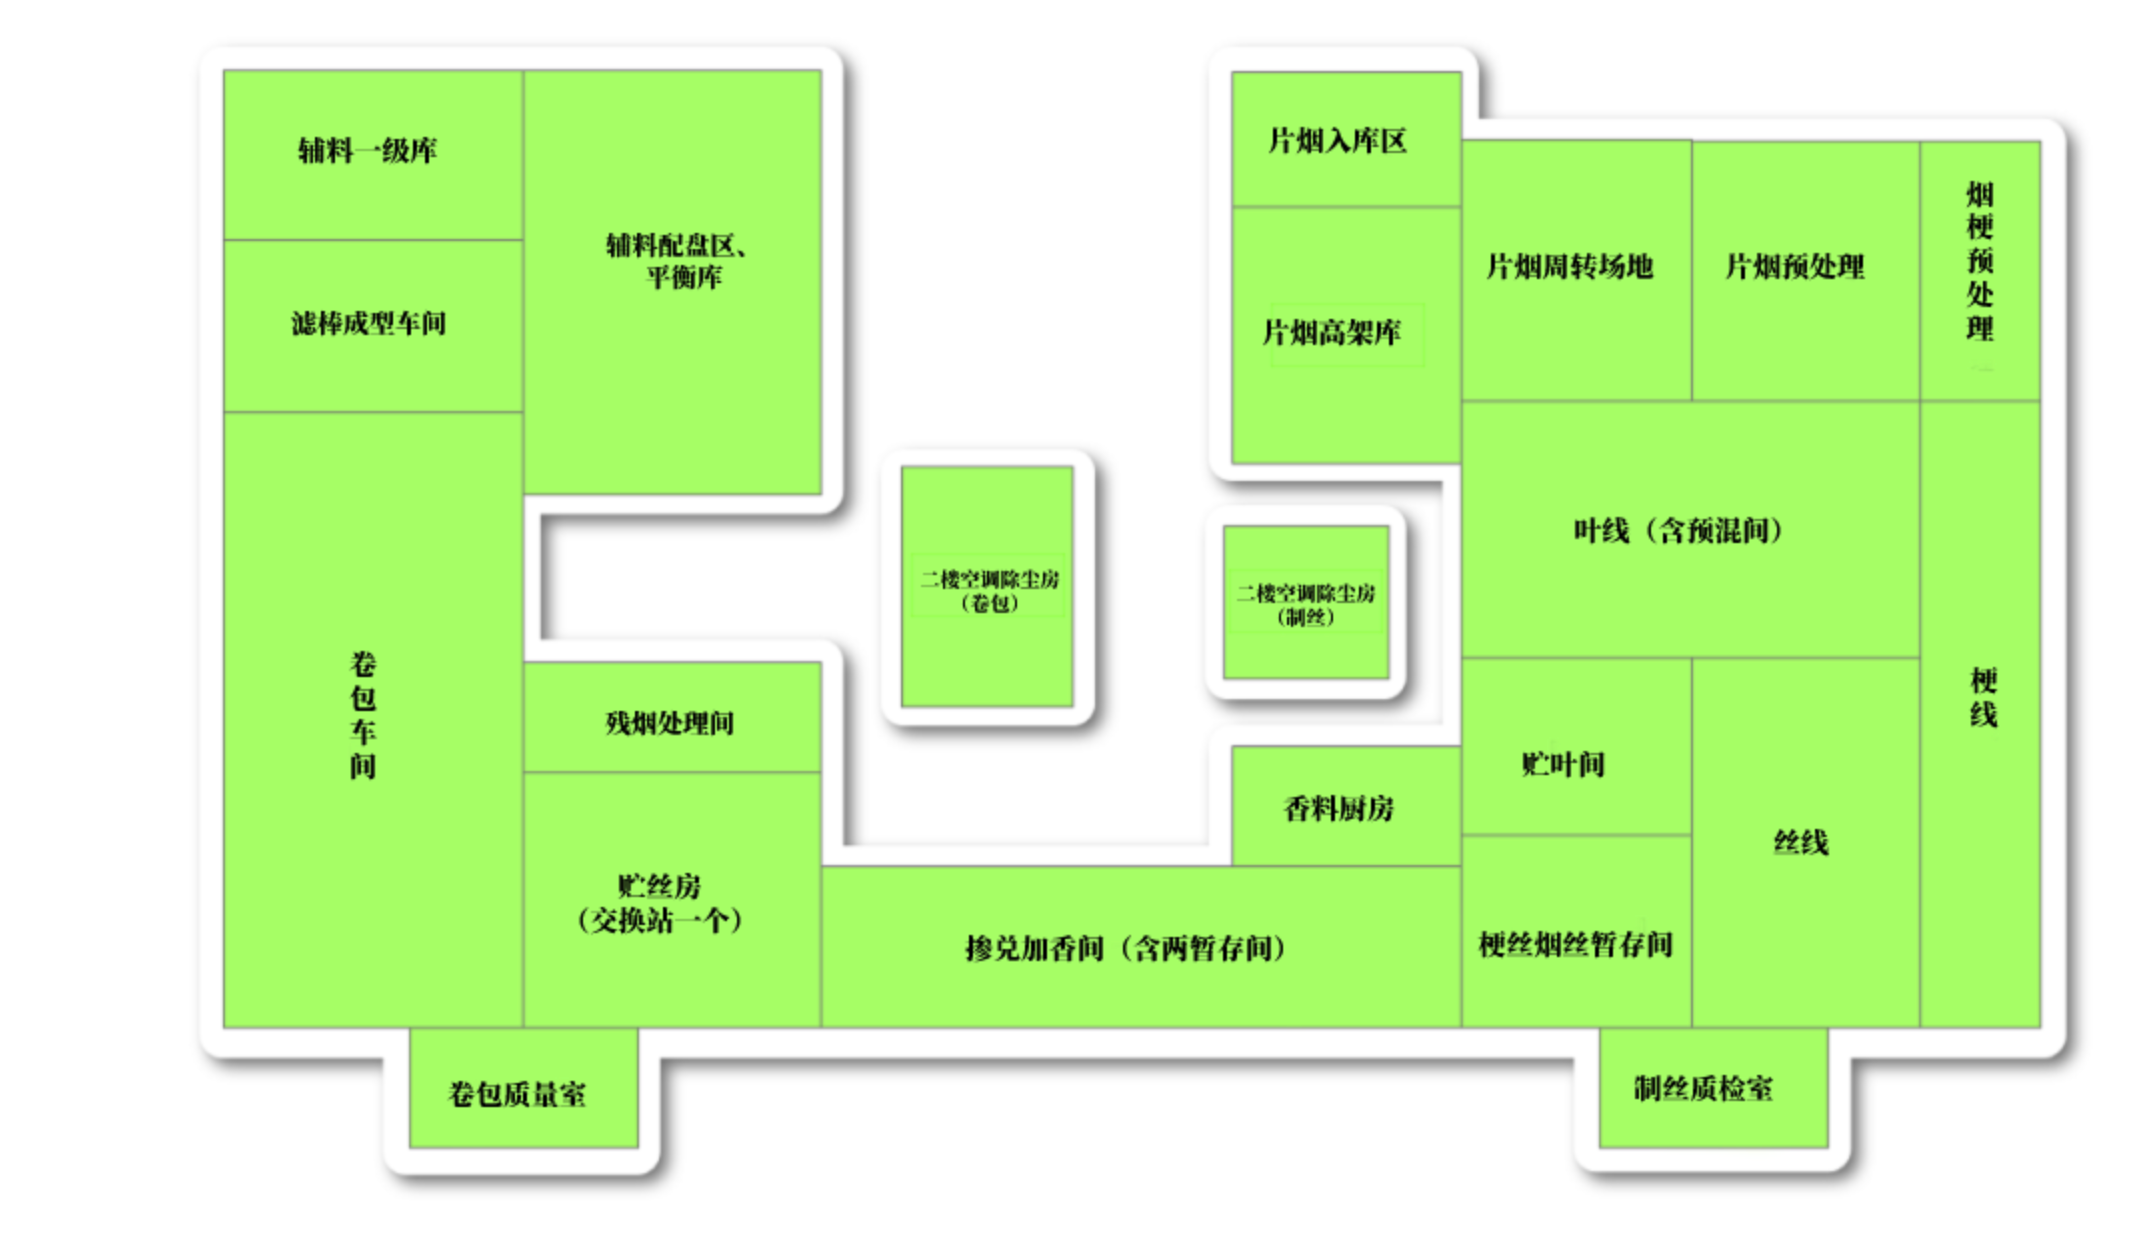 辅料一级库
辅料配盘区、
平衡库
滤棒成型车间
卷
包
车
间
残烟处理间
贮丝房
（交换站一个）
卷包质量室
二楼空调除尘房
（卷包）
二楼空调除尘房
（制丝）
片烟入库区
片烟高架库
片烟周转场地
片烟预处理
烟
梗
预
处
理
叶线（含预混间）
梗
线
香料厨房
贮叶间
丝线
掺兑加香间（含两暂存间）
梗丝烟丝暂存间
制丝质检室